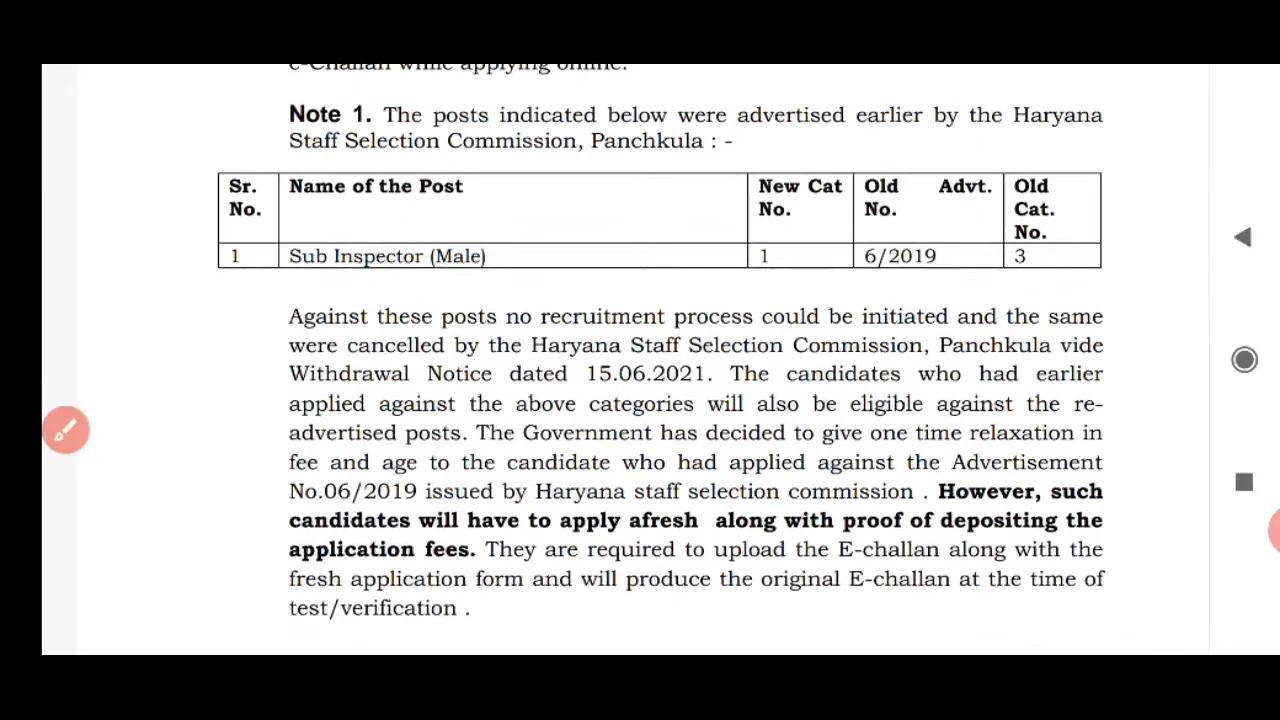 e-Challan while applying online.
Note 1. The posts indicated below were advertised earlier by the Haryana
Staff Selection Commission, Panchkula : -
Sr. No. Name of the Post New Cat No. Old Advt. No. Old Cat. No.
1 Sub Inspector (Male) 1 6/2019 3
Against these posts no recruitment process could be initiated and the same
were cancelled by the Haryana Staff Selection Commission, Panchkula vide
Withdrawal Notice dated 15.06.2021. The candidates who had earlier
applied against the above categories will also be eligible against the re-
advertised posts. The Government has decided to give one time relaxation in
fee and age to the candidate who had applied against the Advertisement
No.06/2019 issued by Haryana staff selection commission . However, such
candidates will have to apply afresh along with proof of depositing the
application fees. They are required to upload the E-challan along with the
fresh application form and will produce the original E-challan at the time of
test/verification .